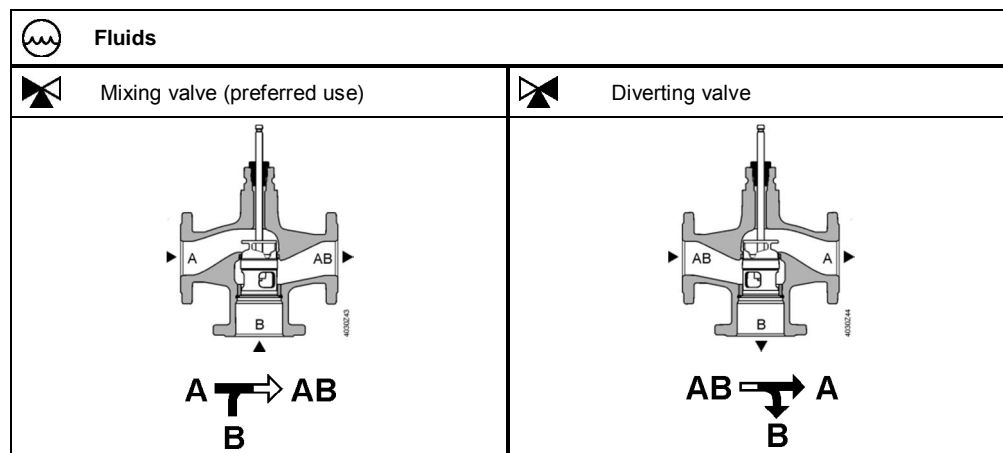 Fluids
Mixing valve (preferred use)
Diverting valve
A
AB
B
4030Z43
AB
A
B
4030Z44
A
AB
B
AB
A
B